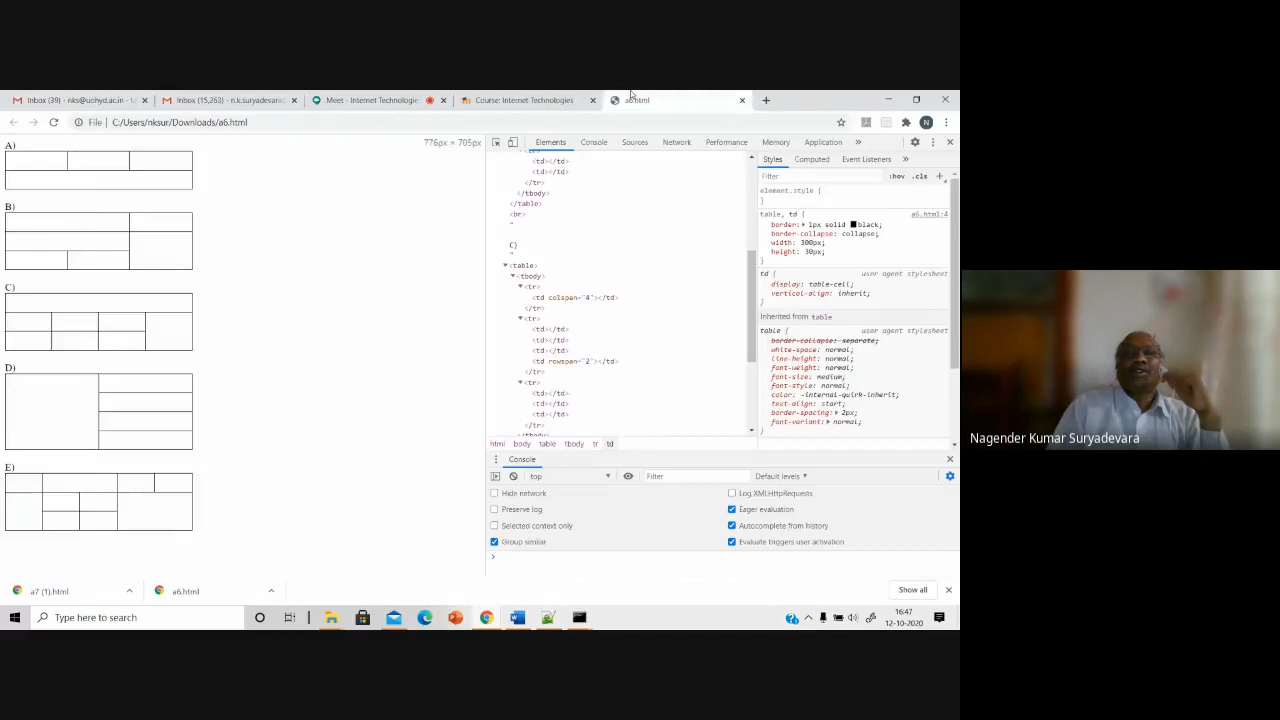 Inbox (39) - nks@uohyd.ac.in -
Inbox (15,263) - n.k.suryadevara@
Meet - Internet Technologies
Course: Internet Technologies
a6.html
File | C:/Users/nksur/Downloads/a6.html
A)
B)
C)
D)
E)
776px × 705px
Elements Console Sources Network Performance Memory Application »
<td></td>
<td></td>
</tr>
</tbody>
</table>
<br>
"
C)
"
<table>
<tbody>
<tr>
<td colspan="4"></td>
</tr>
<tr>
<td></td>
<td></td>
<td></td>
<td rowspan="2"></td>
</tr>
<tr>
<td></td>
<td></td>
<td></td>
</tr>
html body table tbody tr td
Styles Computed Event Listeners »
Filter :hov .cls +
element.style {
}
table, td { a6.html:4
border: 1px solid black;
border-collapse: collapse;
width: 300px;
height: 30px;
}
td { user agent stylesheet
display: table-cell;
vertical-align: inherit;
}
Inherited from table
table { user agent stylesheet
border-collapse: separate;
white-space: normal;
line-height: normal;
font-weight: normal;
font-size: medium;
font-style: normal;
color: -internal-quirk-inherit;
text-align: start;
border-spacing: 2px;
font-variant: normal;
}
Console
top Filter Default levels
Hide network Log XMLHttpRequests
Preserve log Eager evaluation
Selected context only Autocomplete from history
Group similar Evaluate triggers user activation
a7 (1).html
a6.html
Show all
Type here to search
16:47
12-10-2020
Nagender Kumar Suryadevara